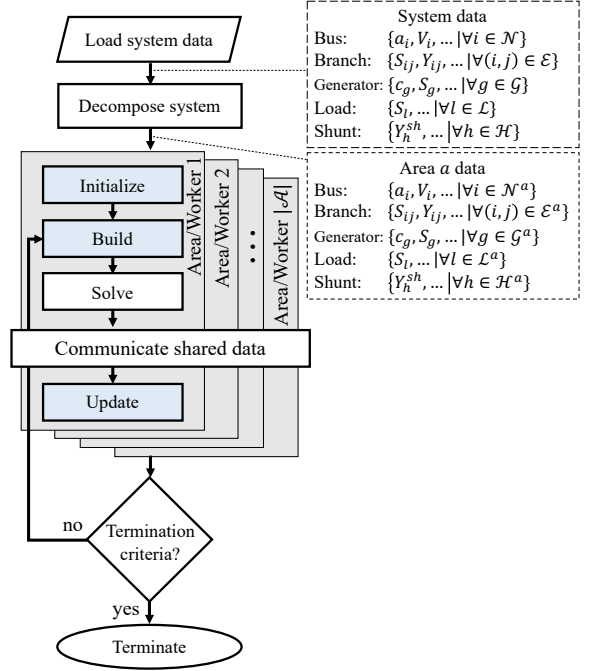 Load system data
Decompose system
System data
Bus: {a_i, V_i, … |∀i ∈ 𝒩}
Branch: {S_ij, Y_ij, … |∀(i, j) ∈ ℰ}
Generator: {c_g, S_g, … |∀g ∈ 𝒢}
Load: {S_l, … |∀l ∈ ℒ}
Shunt: {Y_h^sh, … |∀h ∈ ℋ}
Area a data
Bus: {a_i, V_i, … |∀i ∈ 𝒩^a}
Branch: {S_ij, Y_ij, … |∀(i, j) ∈ ℰ^a}
Generator: {c_g, S_g, … |∀g ∈ 𝒢^a}
Load: {S_l, … |∀l ∈ ℒ^a}
Shunt: {Y_h^sh, … |∀h ∈ ℋ^a}
Initialize
Build
Solve
Communicate shared data
Update
Area/Worker 1
Area/Worker 2
…
Area/Worker |𝒜|
Termination
criteria?
no
yes
Terminate